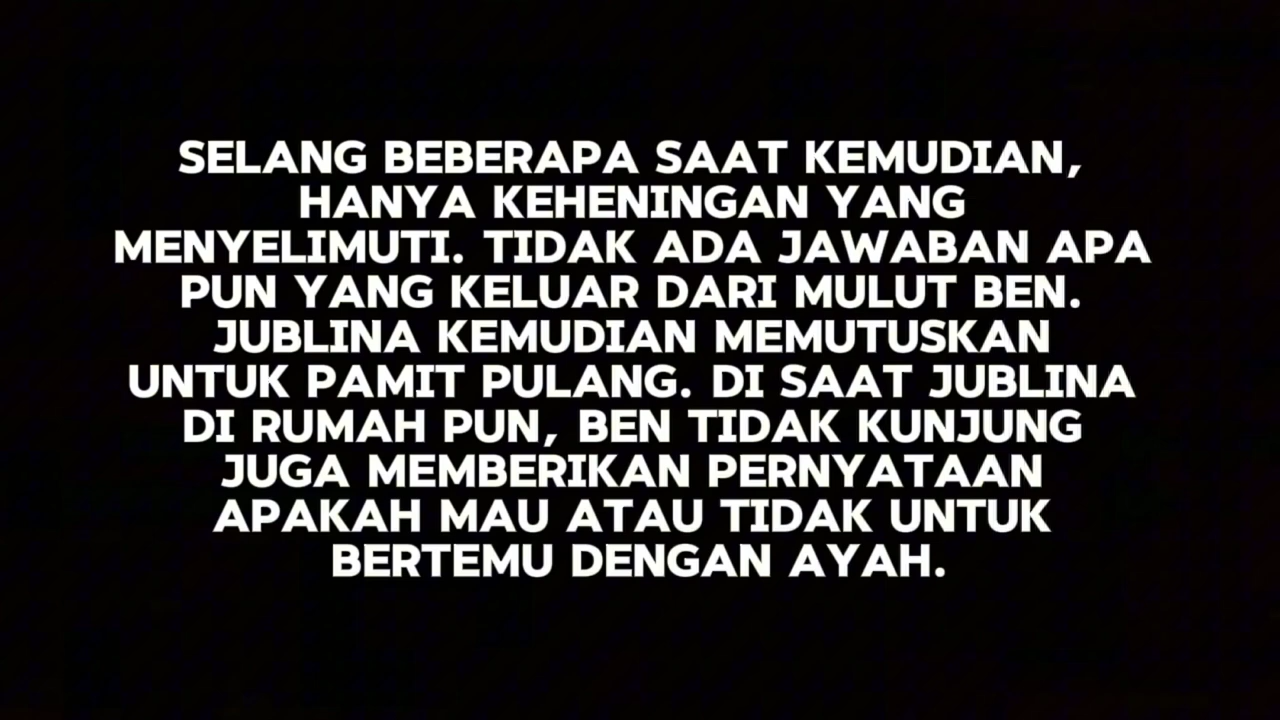 SELANG BEBERAPA SAAT KEMUDIAN,
HANYA KEHENINGAN YANG
MENYELIMUTI. TIDAK ADA JAWABAN APA
PUN YANG KELUAR DARI MULUT BEN.
JUBLINA KEMUDIAN MEMUTUSKAN
UNTUK PAMIT PULANG. DI SAAT JUBLINA
DI RUMAH PUN, BEN TIDAK KUNJUNG
JUGA MEMBERIKAN PERNYATAAN
APAKAH MAU ATAU TIDAK UNTUK
BERTEMU DENGAN AYAH.